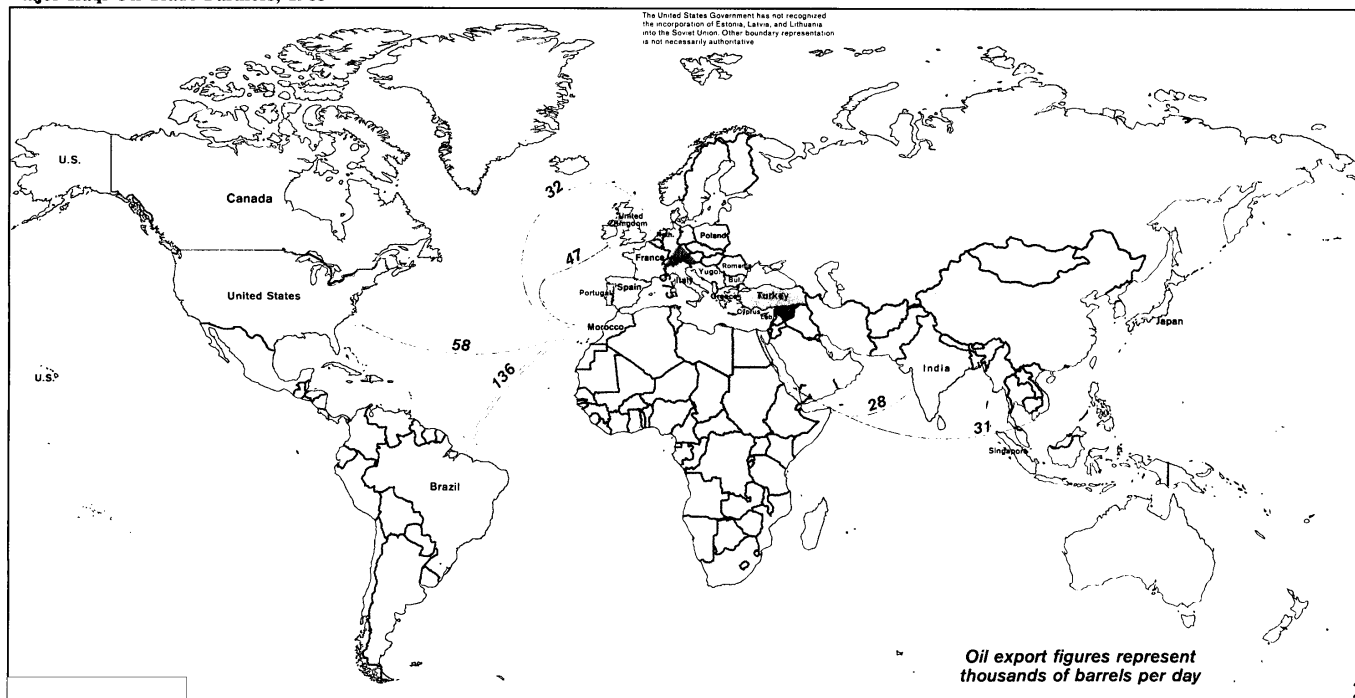 The United States Government has not recognized
the incorporation of Estonia, Latvia, and Lithuania
into the Soviet Union. Other boundary representation
is not necessarily authoritative
U.S.
Canada
32
United
Kingdom
Neth.
Poland
47
France
Romania
Yugo.
Bul.
Italy
575
United States
Portugal
Spain
Greece
Turkey
Cyprus
Leb.
Morocco
Japan
58
136
India
U.S.
28
31
Singapore
Brazil
Oil export figures represent
thousands of barrels per day